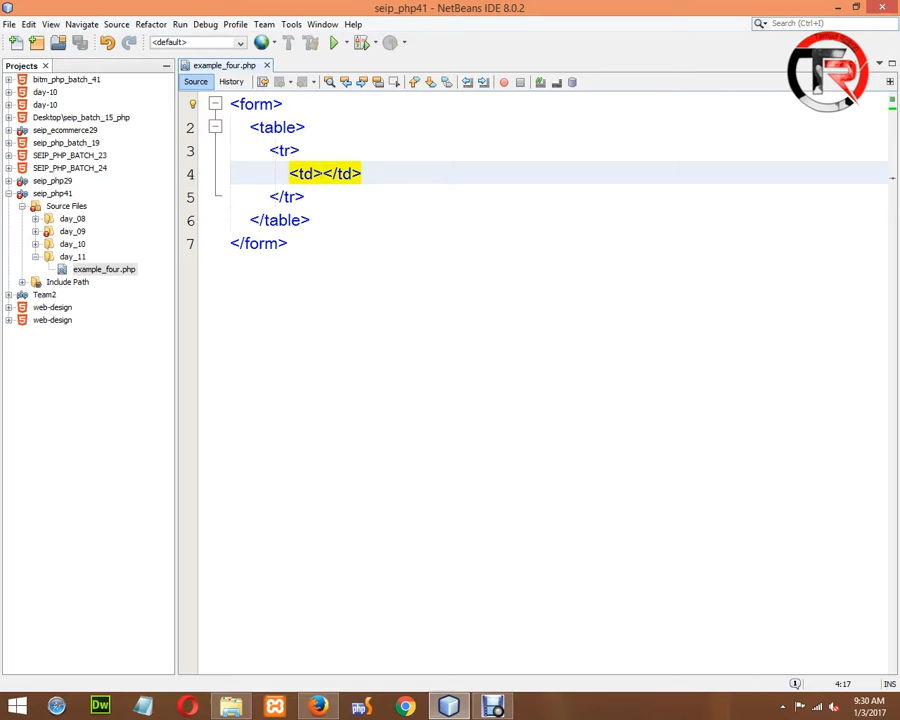 seip_php41 - NetBeans IDE 8.0.2
File Edit View Navigate Source Refactor Run Debug Profile Team Tools Window Help
Search (Ctrl+I)
<default>
Projects
example_four.php
Source History
bitm_php_batch_41
day-10
day-10
Desktop\seip_batch_15_php
seip_ecommerce29
seip_php_batch_19
SEIP_PHP_BATCH_23
SEIP_PHP_BATCH_24
seip_php29
seip_php41
Source Files
day_08
day_09
day_10
day_11
example_four.php
Include Path
Team2
web-design
web-design
<form>
2 <table>
3 <tr>
4 <td></td>
5 </tr>
6 </table>
7 </form>
TR
4:17 INS
Dw
php
9:30 AM
1/3/2017